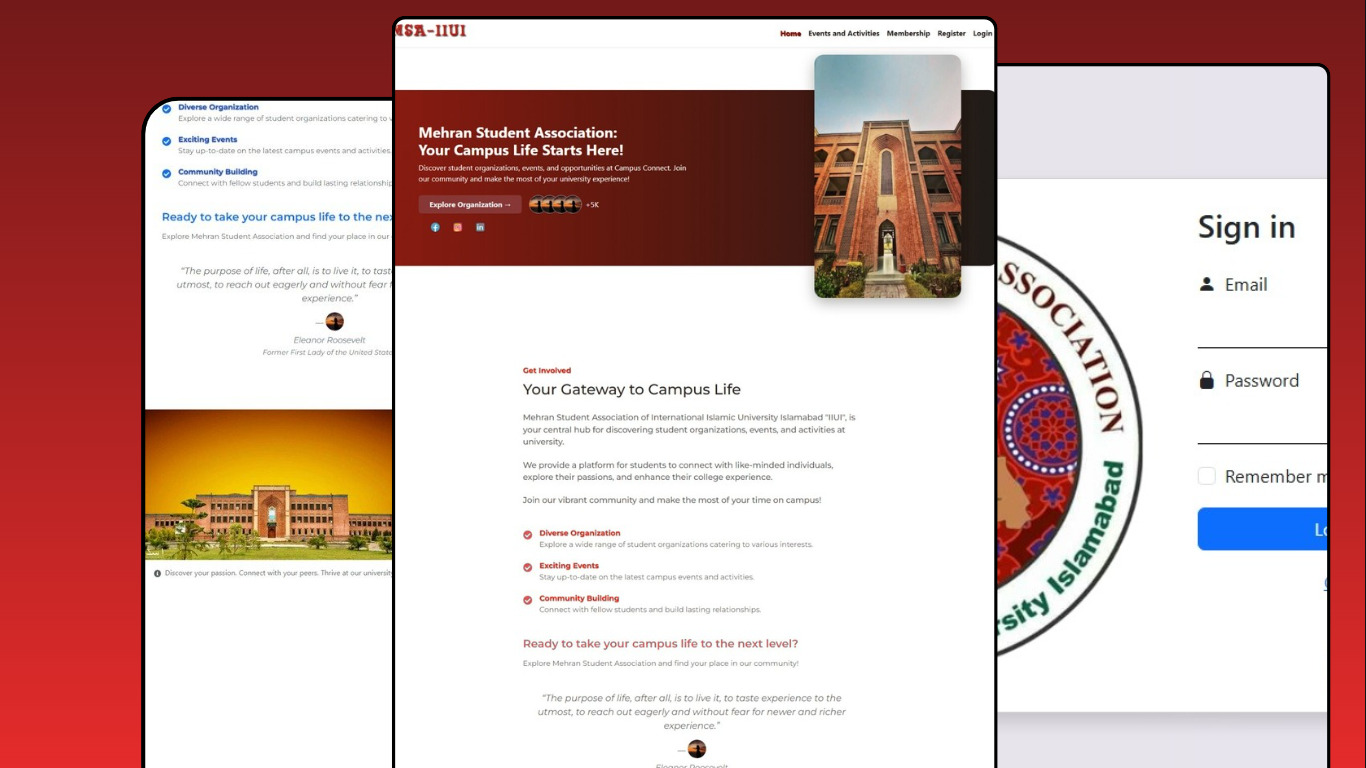 Diverse Organization
Explore a wide range of student organizations catering to
Exciting Events
Stay up-to-date on the latest campus events and activities.
Community Building
Connect with fellow students and build lasting
Ready to take your campus life to the
Explore Mehran Student Association and find your place in our
"The purpose of life, after all, is to live it, to
utmost, to reach out eagerly and without fear
experience."
—
Eleanor Roosevelt
Former First Lady of the United
Discover your passion. Connect with your peers. Thrive at our
MSA-IIUI
Home Events and Activities Membership Register Login
Mehran Student Association:
Your Campus Life Starts Here!
Discover student organizations, events, and opportunities at Campus Connect. Join
our community and make the most of your university experience!
Explore Organization → +5K
Get Involved
Your Gateway to Campus Life
Mehran Student Association of International Islamic University Islamabad "IIUI", is
your central hub for discovering student organizations, events, and activities at
university.
We provide a platform for students to connect with like-minded individuals,
explore their passions, and enhance their college experience.
Join our vibrant community and make the most of your time on campus!
Diverse Organization
Explore a wide range of student organizations catering to various interests.
Exciting Events
Stay up-to-date on the latest campus events and activities.
Community Building
Connect with fellow students and build lasting relationships.
Ready to take your campus life to the next level?
Explore Mehran Student Association and find your place in our community!
"The purpose of life, after all, is to live it, to taste experience to the
utmost, to reach out eagerly and without fear for newer and richer
experience."
—
Eleanor Roosevelt
SSOCIATION
rsity Islamabad
Sign in
Email
Password
Remember